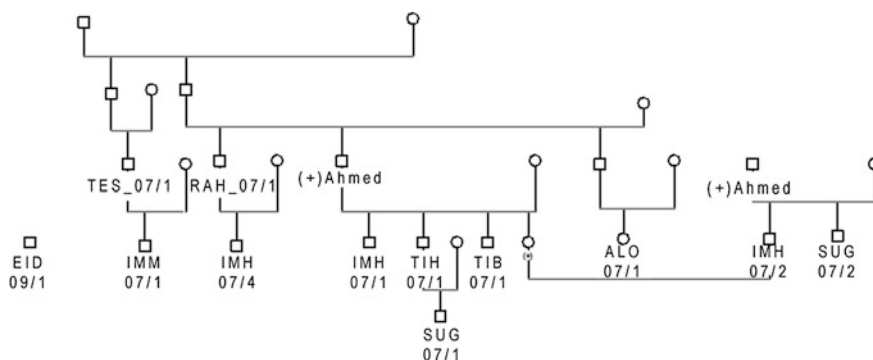 TES_07/1 RAH_07/1 (+)Ahmed (+)Ahmed
EID IMM IMH IMH TIH TIB (+) ALO IMH SUG
09/1 07/1 07/4 07/1 07/1 07/1 07/1 07/2 07/2
SUG
07/1